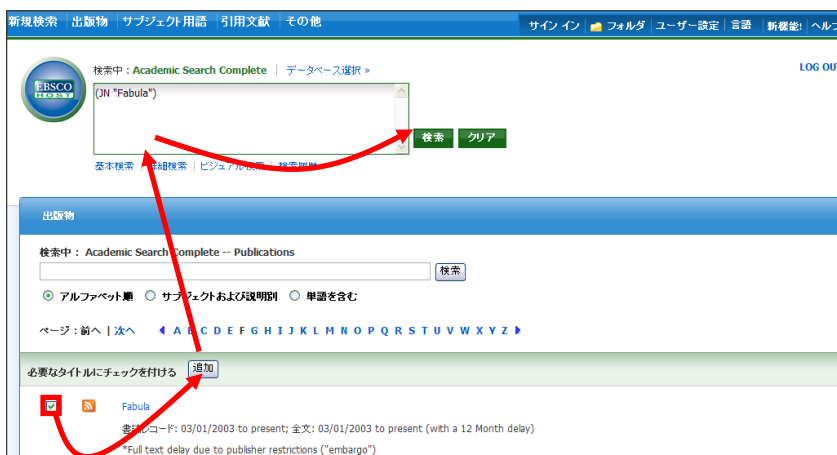 新規検索 出版物 サブジェクト用語 引用文献 その他 サインイン フォルダ ユーザー設定 言語 新機能! ヘルプ
検索中 : Academic Search Complete データベース選択 »
LOG OUT
EBSCO
HOST
(JN "Fabula")
検索 クリア
基本検索 詳細検索 ビジュアル検索 検索履歴
出版物
検索中 : Academic Search Complete -- Publications
検索
アルファベット順 サブジェクトおよび説明別 単語を含む
ページ : 前へ | 次へ A B C D E F G H I J K L M N O P Q R S T U V W X Y Z
必要なタイトルにチェックを付ける 追加
Fabula
書誌レコード: 03/01/2003 to present; 全文: 03/01/2003 to present (with a 12 Month delay)
*Full text delay due to publisher restrictions ("embargo")